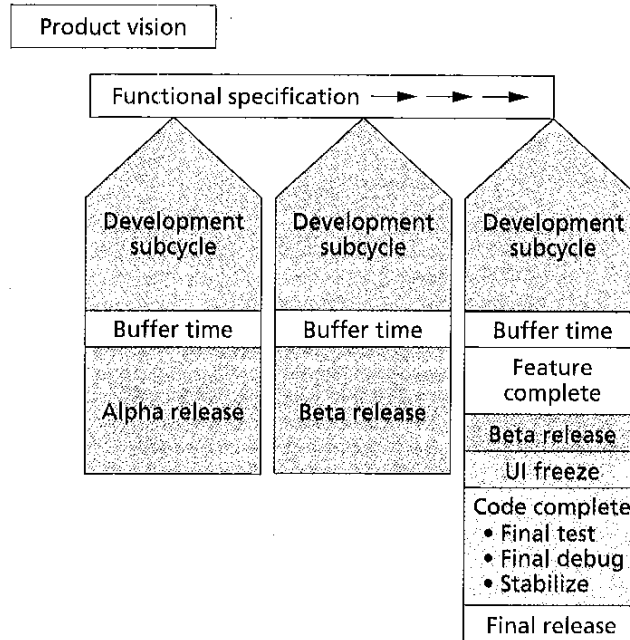 Product vision
Functional specification
Development
subcycle
Buffer time
Alpha release
Development
subcycle
Buffer time
Beta release
Development
subcycle
Buffer time
Feature
complete
Beta release
UI freeze
Code complete
• Final test
• Final debug
• Stabilize
Final release